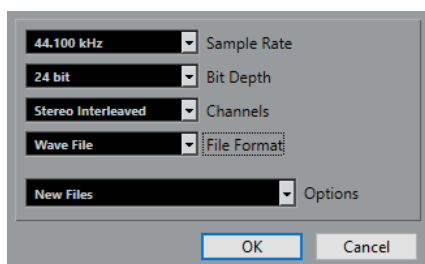 44.100 kHz Sample Rate
24 bit Bit Depth
Stereo Interleaved Channels
Wave File File Format
New Files Options
OK Cancel